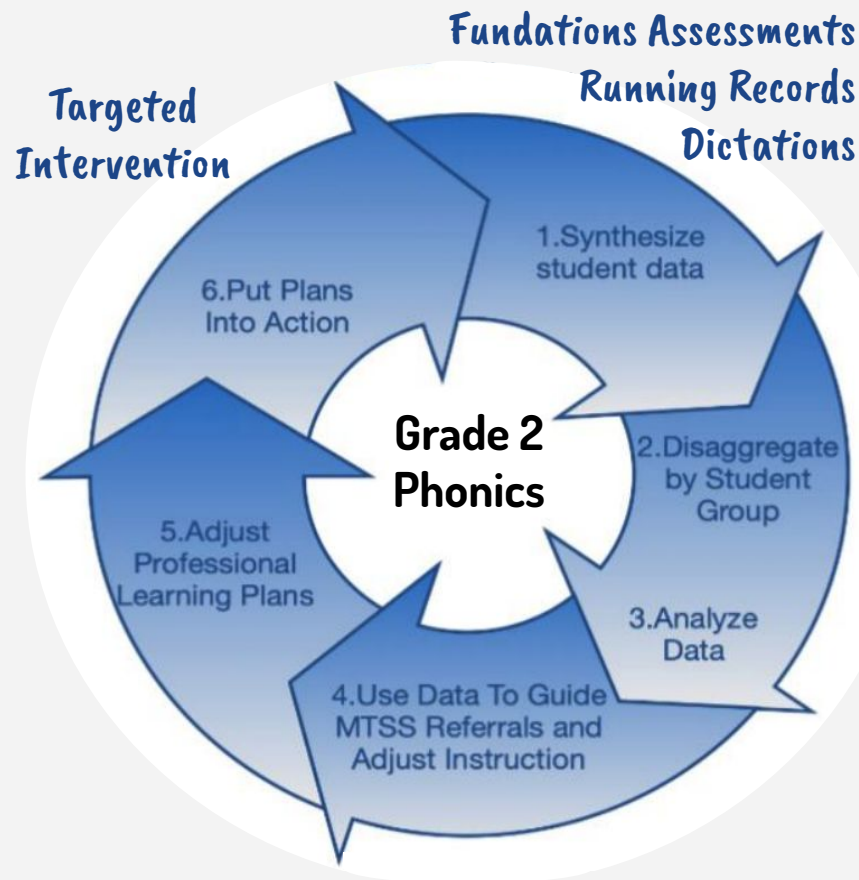 Fundations Assessments
Running Records
Dictations
Targeted
Intervention
1.Synthesize
student data
2.Disaggregate
by Student
Group
3.Analyze
Data
4.Use Data To Guide
MTSS Referrals and
Adjust Instruction
5.Adjust
Professional
Learning Plans
6.Put Plans
Into Action
Grade 2
Phonics